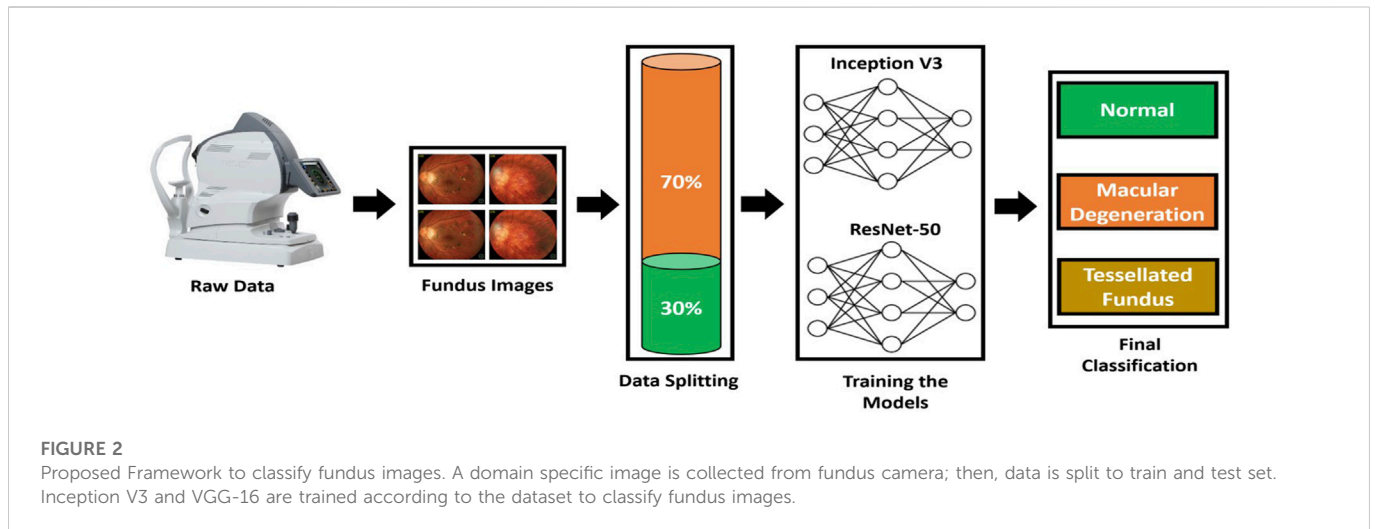 Raw Data
Fundus Images
70%
30%
Data Splitting
Inception V3
ResNet-50
Training the
Models
Normal
Macular
Degeneration
Tessellated
Fundus
Final
Classification
FIGURE 2
Proposed Framework to classify fundus images. A domain specific image is collected from fundus camera; then, data is split to train and test set.
Inception V3 and VGG-16 are trained according to the dataset to classify fundus images.